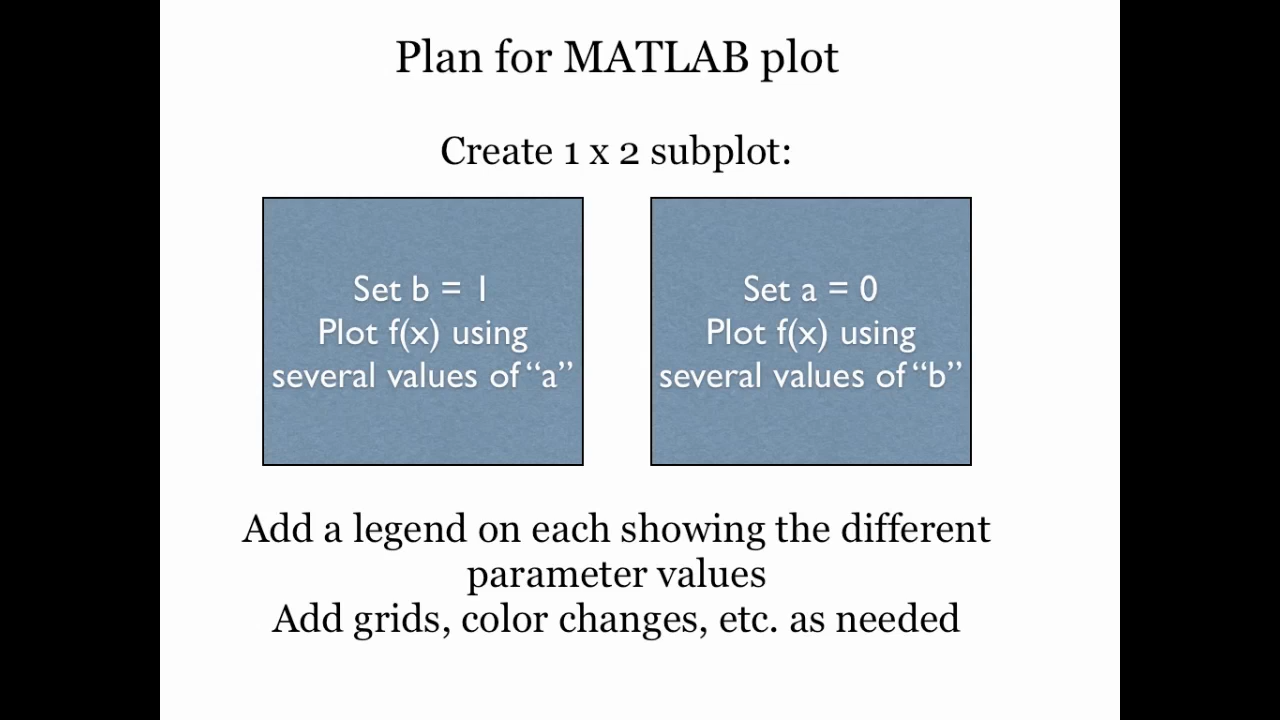 Plan for MATLAB plot
Create 1 x 2 subplot:
Set b = 1
Plot f(x) using
several values of “a”
Set a = 0
Plot f(x) using
several values of “b”
Add a legend on each showing the different
parameter values
Add grids, color changes, etc. as needed